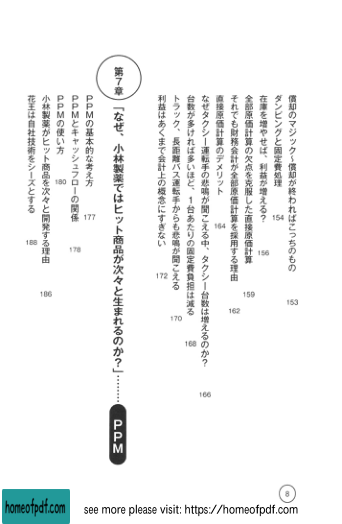 償却のマジック~償却が終わればこっちのもの 153
ダンピングと固定費処理 154
在庫を増やせば、利益が増える? 156
全部原価計算の欠点を克服した直接原価計算 159
それでも財務会計が全部原価計算を採用する理由 162
直接原価計算のデメリット 164
なぜタクシー運転手の悲鳴が聞こえる中、タクシー台数は増えるのか? 166
台数が多ければ多いほど、1台あたりの固定費負担は減る 168
トラック、長距離バス運転手からも悲鳴が聞こえる 170
利益はあくまで会計上の概念にすぎない 172
第7章 「なぜ、小林製薬ではヒット商品が次々と生まれるのか?」…… PPM
PPMの基本的な考え方 177
PPMとキャッシュフローの関係 178
PPMの使い方 180
小林製薬がヒット商品を次々と開発する理由 186
花王は自社技術をシーズとする 188
8
homeofpdf.com
see more please visit: https://homeofpdf.com